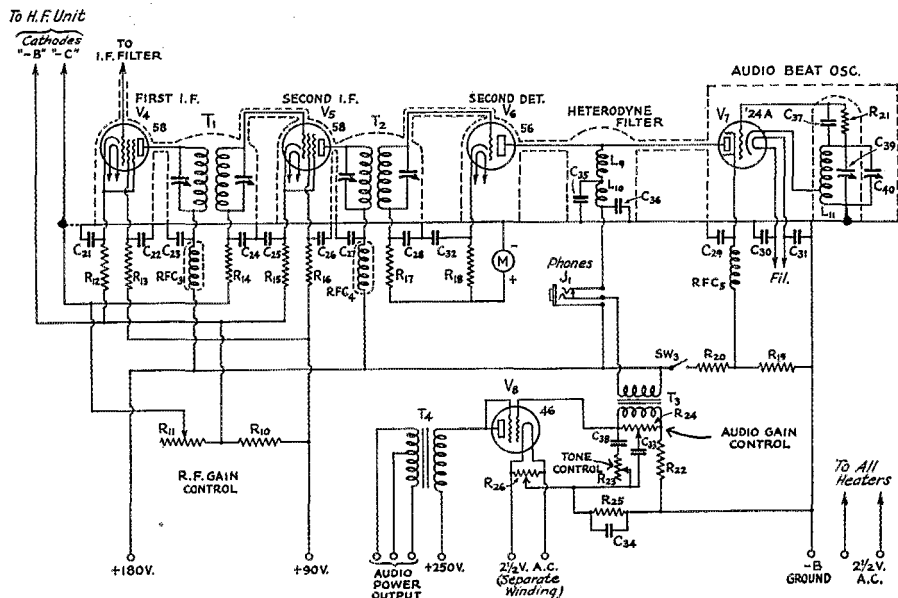 To H.F. Unit
Cathodes
"-B" "-C"
TO
I.F. FILTER
FIRST I.F.
V4
58
T1
SECOND I.F.
V5
58
T2
SECOND DET.
V6
56
HETERODYNE
FILTER
AUDIO BEAT OSC.
V7
'24A
C37
R21
C39
C40
L11
C35
L9
L10
C36
C21
R12
C22
R13
C23
RFC3
C24
R14
C25
R15
C26
R16
C27
RFC4
C28
R17
C32
R18
-
M
+
Phones
J1
C29
RFC5
C30
C31
Fil.
SW3
R20
R19
T3
R24
AUDIO GAIN
CONTROL
C38
C33
TONE
CONTROL
R23
R22
R25
C34
V8
46
R26
T4
R11
R10
R.F. GAIN
CONTROL
To All
Heaters
+180V.
+90V.
AUDIO
POWER
OUTPUT
+250V.
2½V. A.C.
(Separate
Winding)
-B
GROUND
2½V.
A.C.